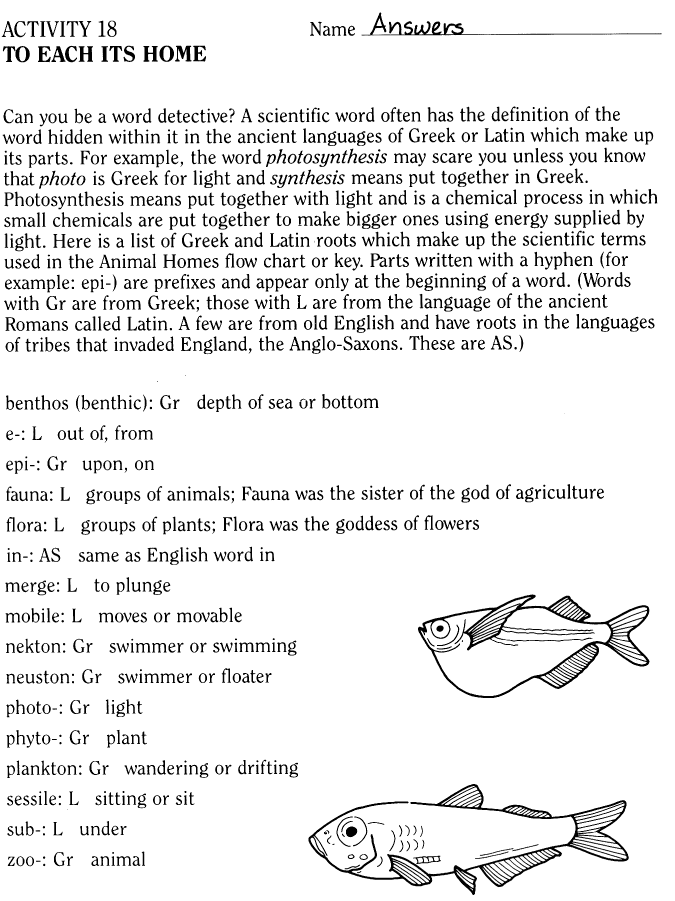 ACTIVITY 18
Name Answers
TO EACH ITS HOME
Can you be a word detective? A scientific word often has the definition of the
word hidden within it in the ancient languages of Greek or Latin which make up
its parts. For example, the word photosynthesis may scare you unless you know
that photo is Greek for light and synthesis means put together in Greek.
Photosynthesis means put together with light and is a chemical process in which
small chemicals are put together to make bigger ones using energy supplied by
light. Here is a list of Greek and Latin roots which make up the scientific terms
used in the Animal Homes flow chart or key. Parts written with a hyphen (for
example: epi-) are prefixes and appear only at the beginning of a word. (Words
with Gr are from Greek; those with L are from the language of the ancient
Romans called Latin. A few are from old English and have roots in the languages
of tribes that invaded England, the Anglo-Saxons. These are AS.)
benthos (benthic): Gr depth of sea or bottom
e-: L out of, from
epi-: Gr upon, on
fauna: L groups of animals; Fauna was the sister of the god of agriculture
flora: L groups of plants; Flora was the goddess of flowers
in-: AS same as English word in
merge: L to plunge
mobile: L moves or movable
nekton: Gr swimmer or swimming
neuston: Gr swimmer or floater
photo-: Gr light
phyto-: Gr plant
plankton: Gr wandering or drifting
sessile: L sitting or sit
sub-: L under
zoo-: Gr animal